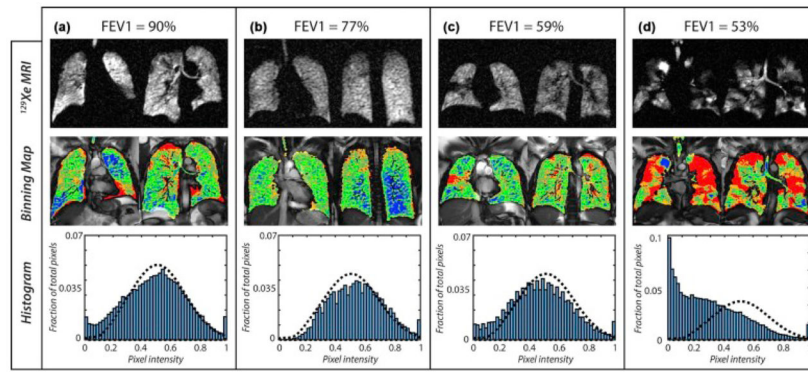 (a) FEV1 = 90%
(b) FEV1 = 77%
(c) FEV1 = 59%
(d) FEV1 = 53%
¹²⁹Xe MRI
Binning Map
Histogram
Fraction of total pixels
0.07
0.035
0
0 0.2 0.4 0.6 0.8 1
Pixel intensity
Fraction of total pixels
0.07
0.035
0
0 0.2 0.4 0.6 0.8 1
Pixel intensity
Fraction of total pixels
0.07
0.035
0
0 0.2 0.4 0.6 0.8 1
Pixel intensity
Fraction of total pixels
0.1
0.05
0
0 0.2 0.4 0.6 0.8 1
Pixel intensity